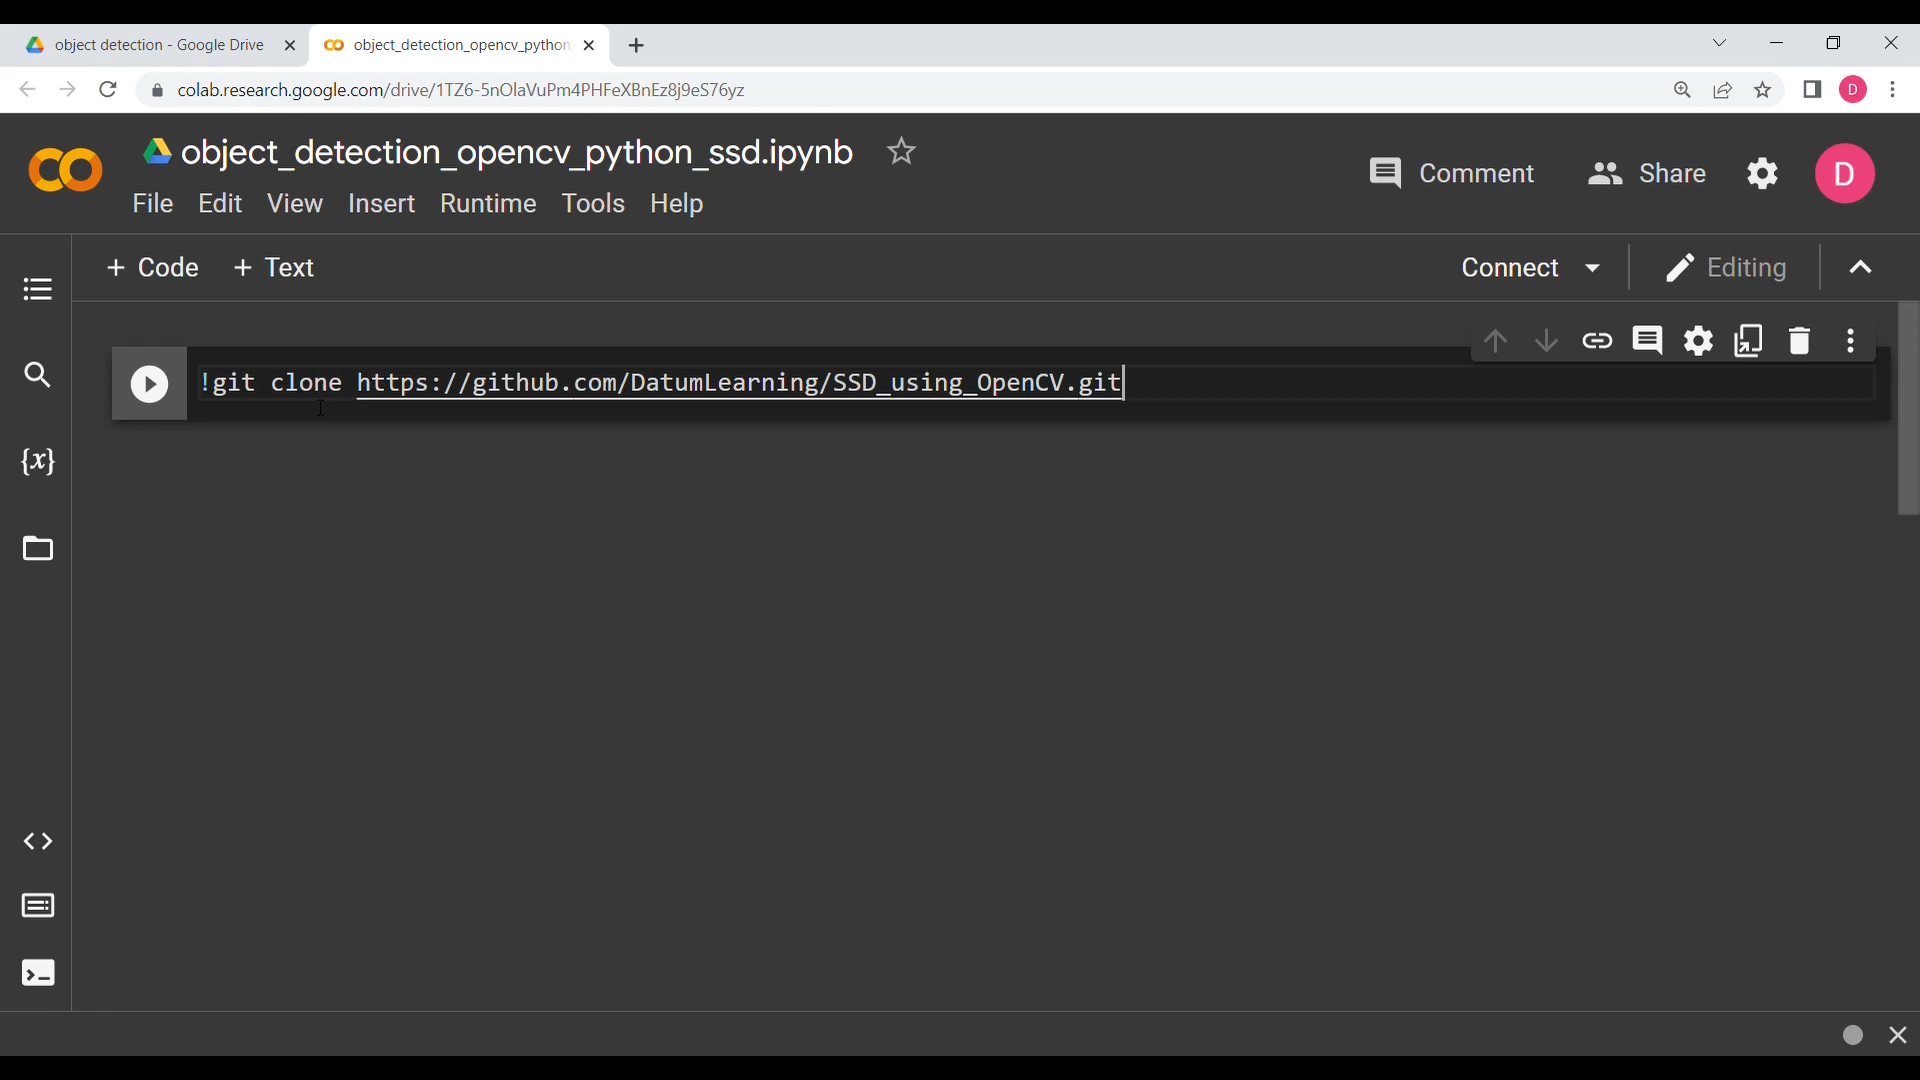 object detection - Google Drive
object_detection_opencv_python
colab.research.google.com/drive/1TZ6-5nOlaVuPm4PHFeXBnEz8j9eS76yz
D
object_detection_opencv_python_ssd.ipynb
Comment
Share
D
File Edit View Insert Runtime Tools Help
+ Code + Text
Connect
Editing
!git clone https://github.com/DatumLearning/SSD_using_OpenCV.git
{x}